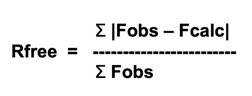 Σ |Fobs – Fcalc|
Rfree = -------------------------
Σ Fobs